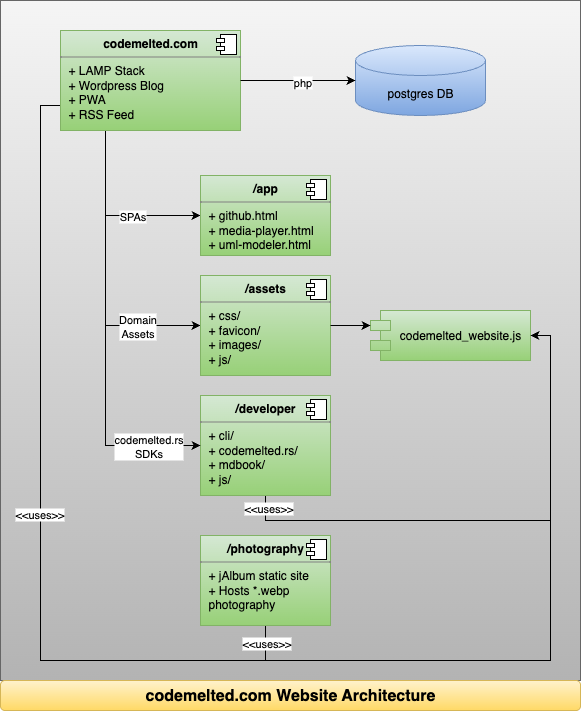 codemelted.com
+ LAMP Stack
+ Wordpress Blog
+ PWA
+ RSS Feed
php
postgres DB
/app
SPAs
+ github.html
+ media-player.html
+ uml-modeler.html
/assets
Domain
Assets
+ css/
+ favicon/
+ images/
+ js/
codemelted_website.js
/developer
codemelted.rs
SDKs
+ cli/
+ codemelted.rs/
+ mdbook/
+ js/
<<uses>>
<<uses>>
/photography
+ jAlbum static site
+ Hosts *.webp
photography
<<uses>>
codemelted.com Website Architecture